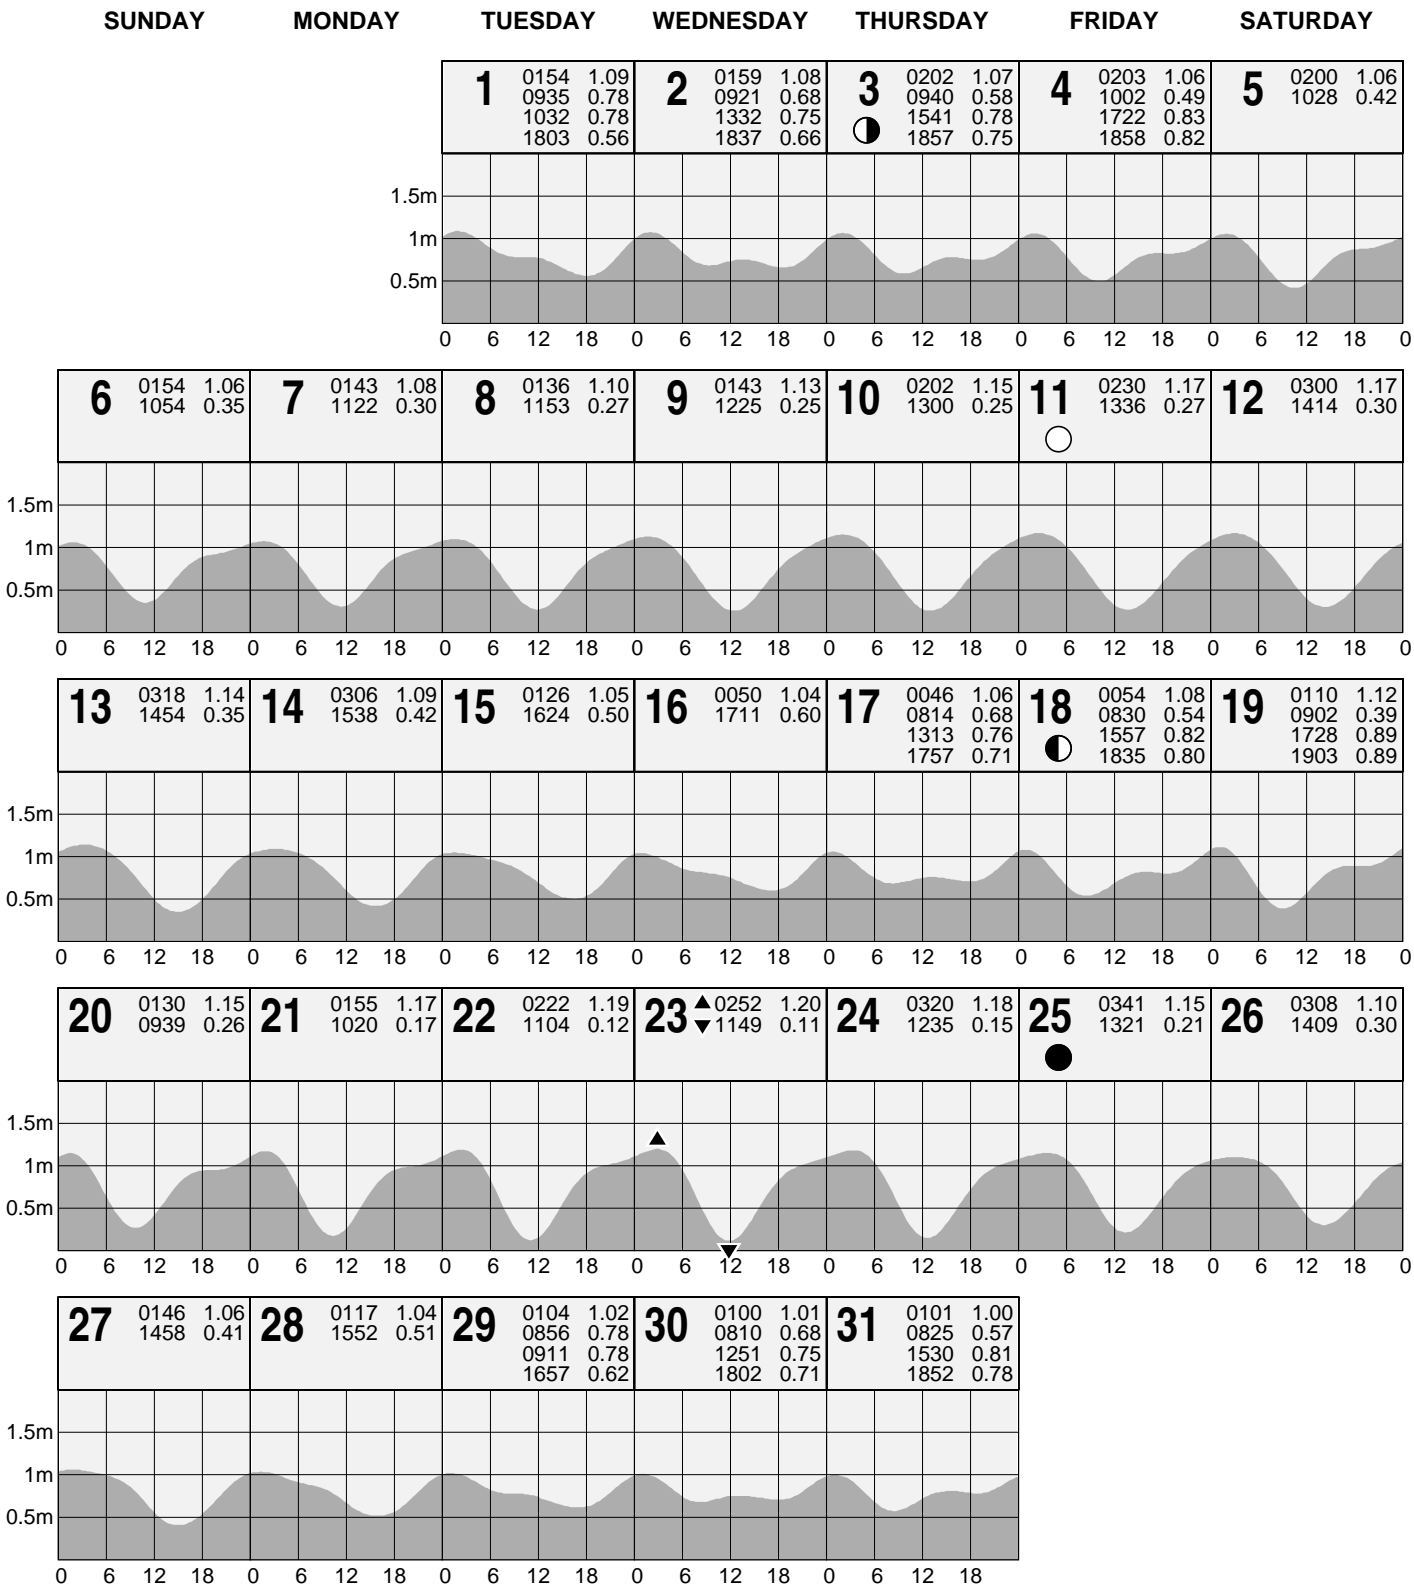 SUNDAY MONDAY TUESDAY WEDNESDAY THURSDAY FRIDAY SATURDAY
1 0154 1.09 2 0159 1.08 3 0202 1.07 4 0203 1.06 5 0200 1.06
0935 0.78 0921 0.68 0940 0.58 1002 0.49 1028 0.42
1032 0.78 1332 0.75 1541 0.78 1722 0.83
1803 0.56 1837 0.66 1857 0.75 1858 0.82
1.5m
1m
0.5m
0 6 12 18 0 6 12 18 0 6 12 18 0 6 12 18 0 6 12 18 0
6 0154 1.06 7 0143 1.08 8 0136 1.10 9 0143 1.13 10 0202 1.15 11 0230 1.17 12 0300 1.17
1054 0.35 1122 0.30 1153 0.27 1225 0.25 1300 0.25 1336 0.27 1414 0.30
1.5m
1m
0.5m
0 6 12 18 0 6 12 18 0 6 12 18 0 6 12 18 0 6 12 18 0 6 12 18 0 6 12 18 0
13 0318 1.14 14 0306 1.09 15 0126 1.05 16 0050 1.04 17 0046 1.06 18 0054 1.08 19 0110 1.12
1454 0.35 1538 0.42 1624 0.50 1711 0.60 0814 0.68 0830 0.54 0902 0.39
1313 0.76 1557 0.82 1728 0.89
1757 0.71 1835 0.80 1903 0.89
1.5m
1m
0.5m
0 6 12 18 0 6 12 18 0 6 12 18 0 6 12 18 0 6 12 18 0 6 12 18 0 6 12 18 0
20 0130 1.15 21 0155 1.17 22 0222 1.19 23 0252 1.20 24 0320 1.18 25 0341 1.15 26 0308 1.10
0939 0.26 1020 0.17 1104 0.12 1149 0.11 1235 0.15 1321 0.21 1409 0.30
1.5m
1m
0.5m
0 6 12 18 0 6 12 18 0 6 12 18 0 6 12 18 0 6 12 18 0 6 12 18 0 6 12 18 0
27 0146 1.06 28 0117 1.04 29 0104 1.02 30 0100 1.01 31 0101 1.00
1458 0.41 1552 0.51 0856 0.78 0810 0.68 0825 0.57
0911 0.78 1251 0.75 1530 0.81
1657 0.62 1802 0.71 1852 0.78
1.5m
1m
0.5m
0 6 12 18 0 6 12 18 0 6 12 18 0 6 12 18 0 6 12 18